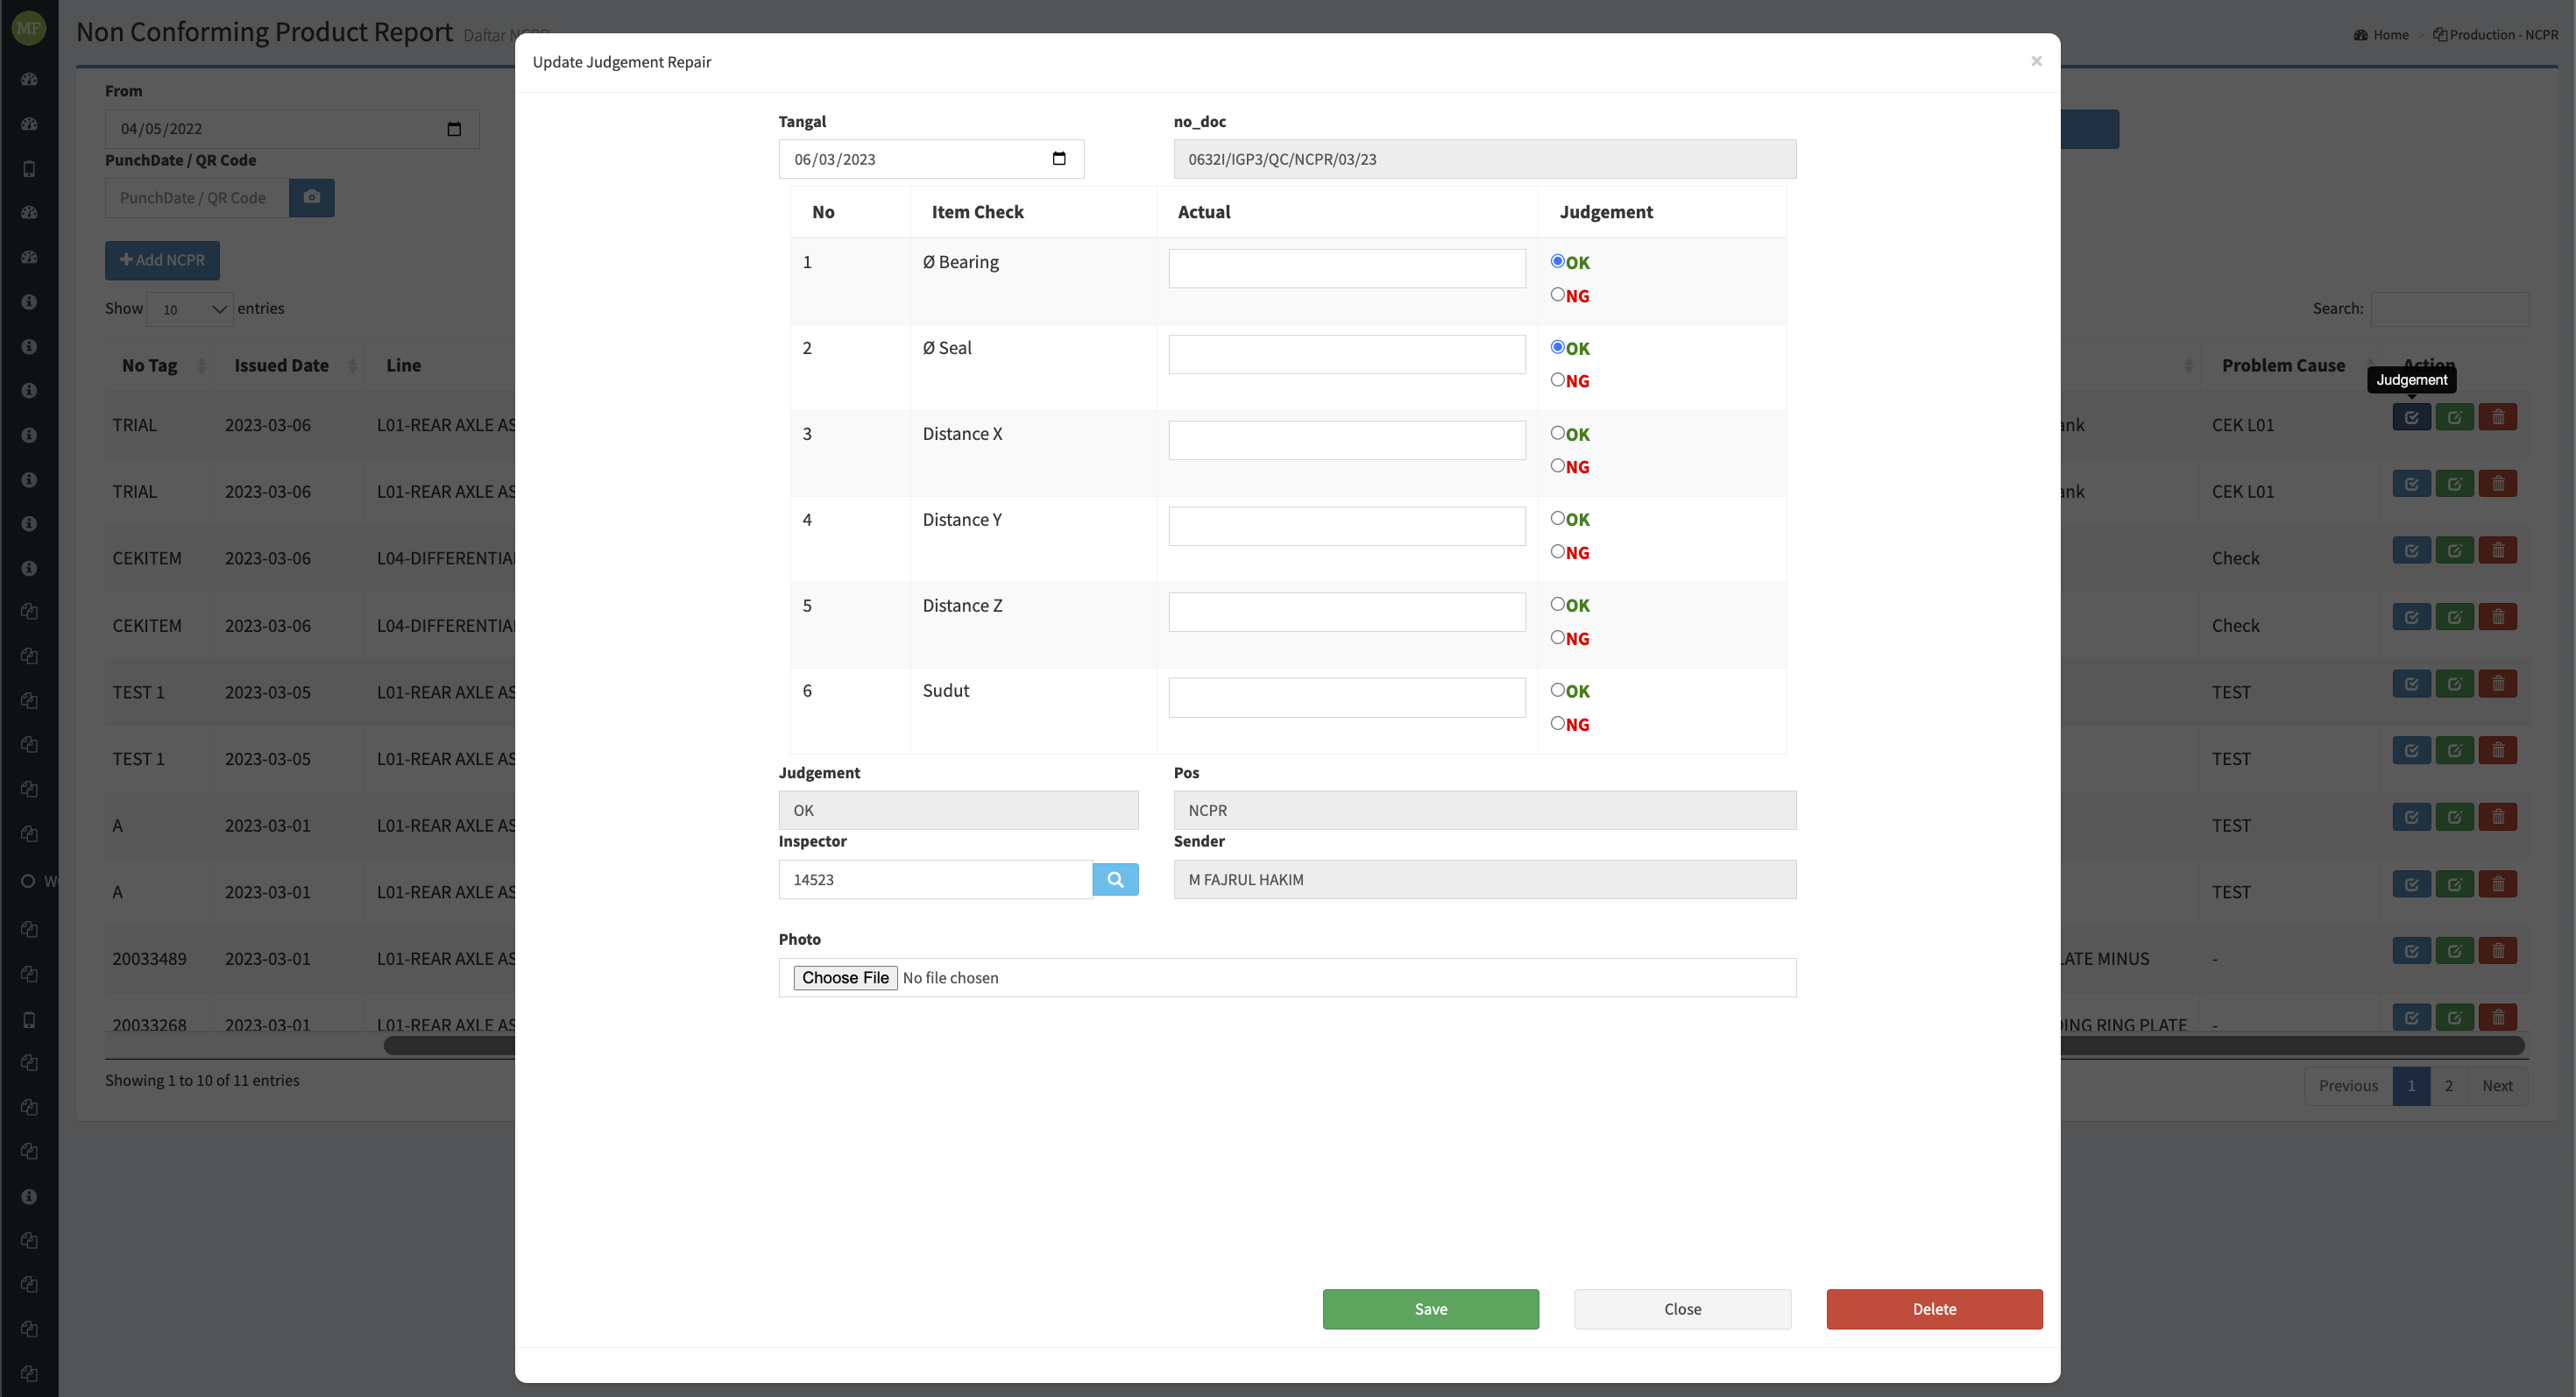 MF
Non Conforming Product Report
Daftar NCPR
Home > Production - NCPR
From
04/05/2022
PunchDate / QR Code
PunchDate / QR Code
Add NCPR
Show 10 entries
Search:
No Tag Issued Date Line Problem Cause Action
Judgement
TRIAL 2023-03-06 L01-REAR AXLE AS ank CEK L01
TRIAL 2023-03-06 L01-REAR AXLE AS ank CEK L01
CEKITEM 2023-03-06 L04-DIFFERENTIA Check
CEKITEM 2023-03-06 L04-DIFFERENTIA Check
TEST 1 2023-03-05 L01-REAR AXLE AS TEST
TEST 1 2023-03-05 L01-REAR AXLE AS TEST
A 2023-03-01 L01-REAR AXLE AS TEST
W
A 2023-03-01 L01-REAR AXLE AS TEST
20033489 2023-03-01 L01-REAR AXLE AS LATE MINUS -
20033268 2023-03-01 L01-REAR AXLE AS DING RING PLATE -
Showing 1 to 10 of 11 entries
Previous 1 2 Next
Update Judgement Repair
×
Tangal no_doc
06/03/2023 0632I/IGP3/QC/NCPR/03/23
No Item Check Actual Judgement
1 Ø Bearing OK
NG
2 Ø Seal OK
NG
3 Distance X OK
NG
4 Distance Y OK
NG
5 Distance Z OK
NG
6 Sudut OK
NG
Judgement Pos
OK NCPR
Inspector Sender
14523 M FAJRUL HAKIM
Photo
Choose File No file chosen
Save Close Delete